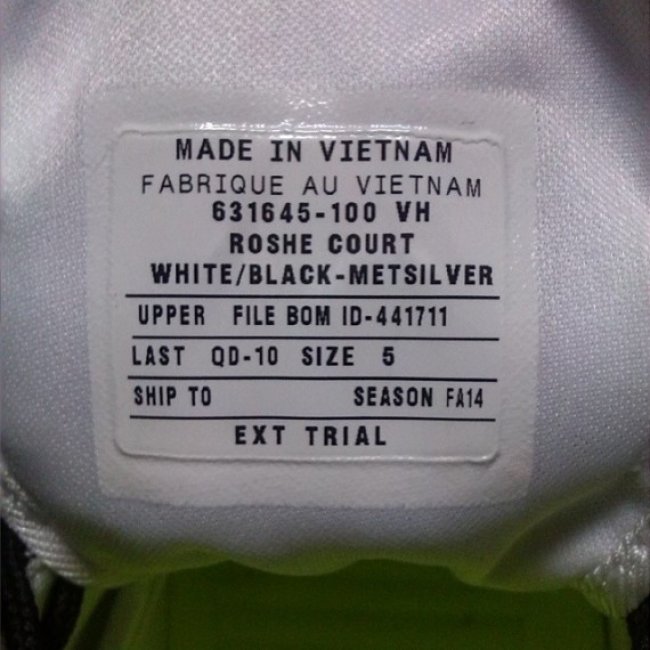 MADE IN VIETNAM
FABRIQUE AU VIETNAM
631645-100 VH
ROSHE COURT
WHITE/BLACK-METSILVER
UPPER FILE BOM ID-441711
LAST QD-10 SIZE 5
SHIP TO SEASON FA14
EXT TRIAL